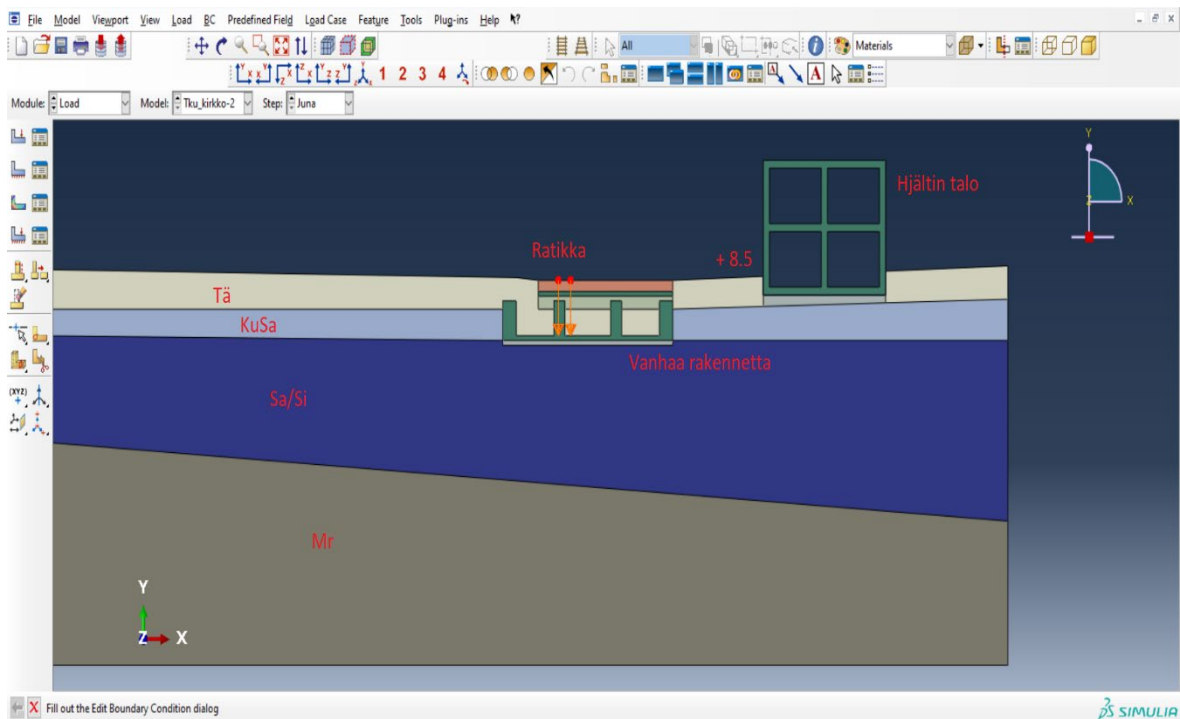 File Model Viewport View Load BC Predefined Field Load Case Feature Tools Plug-ins Help
All
Materials
1 2 3 4
Module: Load Model: Tku_kirkko-2 Step: Juna
Y
X
Z
Hjältin talo
Ratikka
+ 8.5
Tä
KuSa
Vanhaa rakennetta
Sa/Si
Mr
Y
Z X
(XYZ)
Fill out the Edit Boundary Condition dialog
SIMULIA